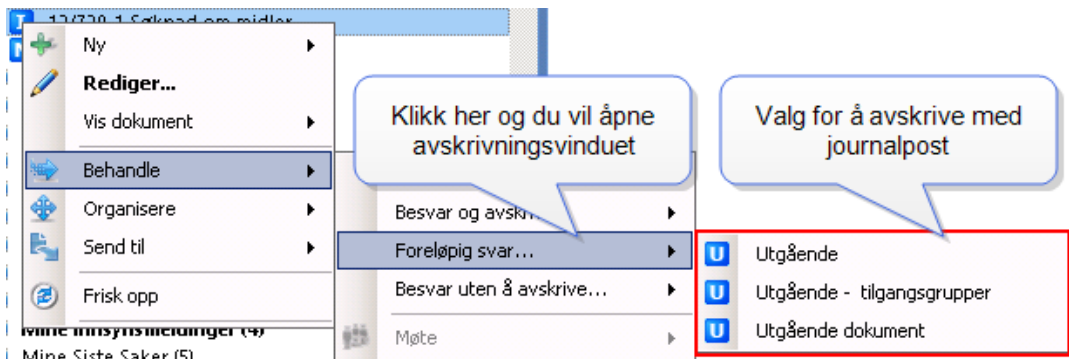 12/738-1 Søknad om midler
Ny
Rediger...
Vis dokument
Behandle
Organisere
Send til
Frisk opp
Mine innsynsmeldinger (4)
Mine Siste Saker (5)
Klikk her og du vil åpne
avskrivningsvinduet
Besvar og
Foreløpig svar...
Besvar uten å avskrive...
Møte
Valg for å avskrive med
journalpost
U Utgående
U Utgående - tilgangsgrupper
U Utgående dokument